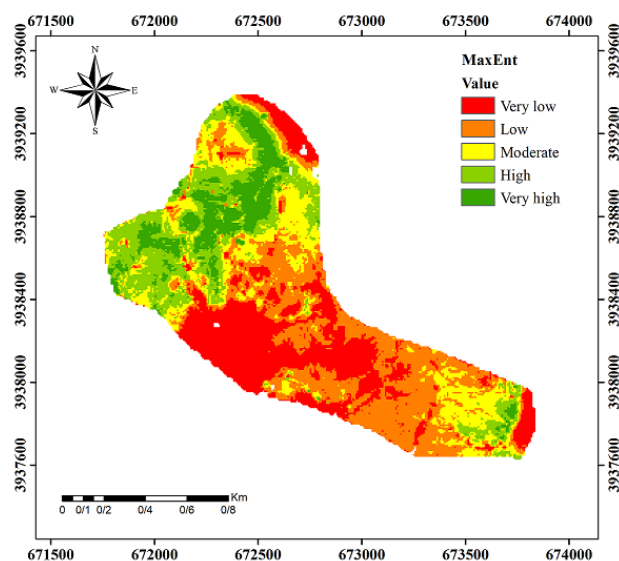 671500 672000 672500 673000 673500 674000
3939600
3939200
3938800
3938400
3938000
3937600
N
W E
S
MaxEnt
Value
Very low
Low
Moderate
High
Very high
3939600
3939200
3938800
3938400
3938000
3937600
Km
0 0/1 0/2 0/4 0/6 0/8
671500 672000 672500 673000 673500 674000